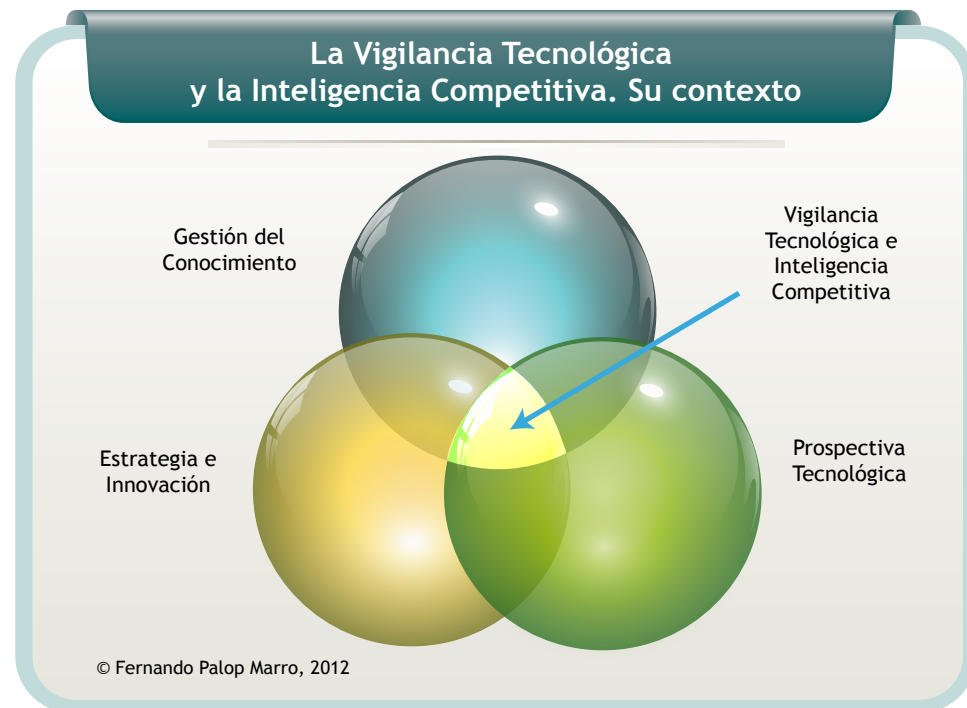 La Vigilancia Tecnológica
y la Inteligencia Competitiva. Su contexto
Gestión del
Conocimiento
Vigilancia
Tecnológica e
Inteligencia
Competitiva
Estrategia e
Innovación
Prospectiva
Tecnológica
© Fernando Palop Marro, 2012